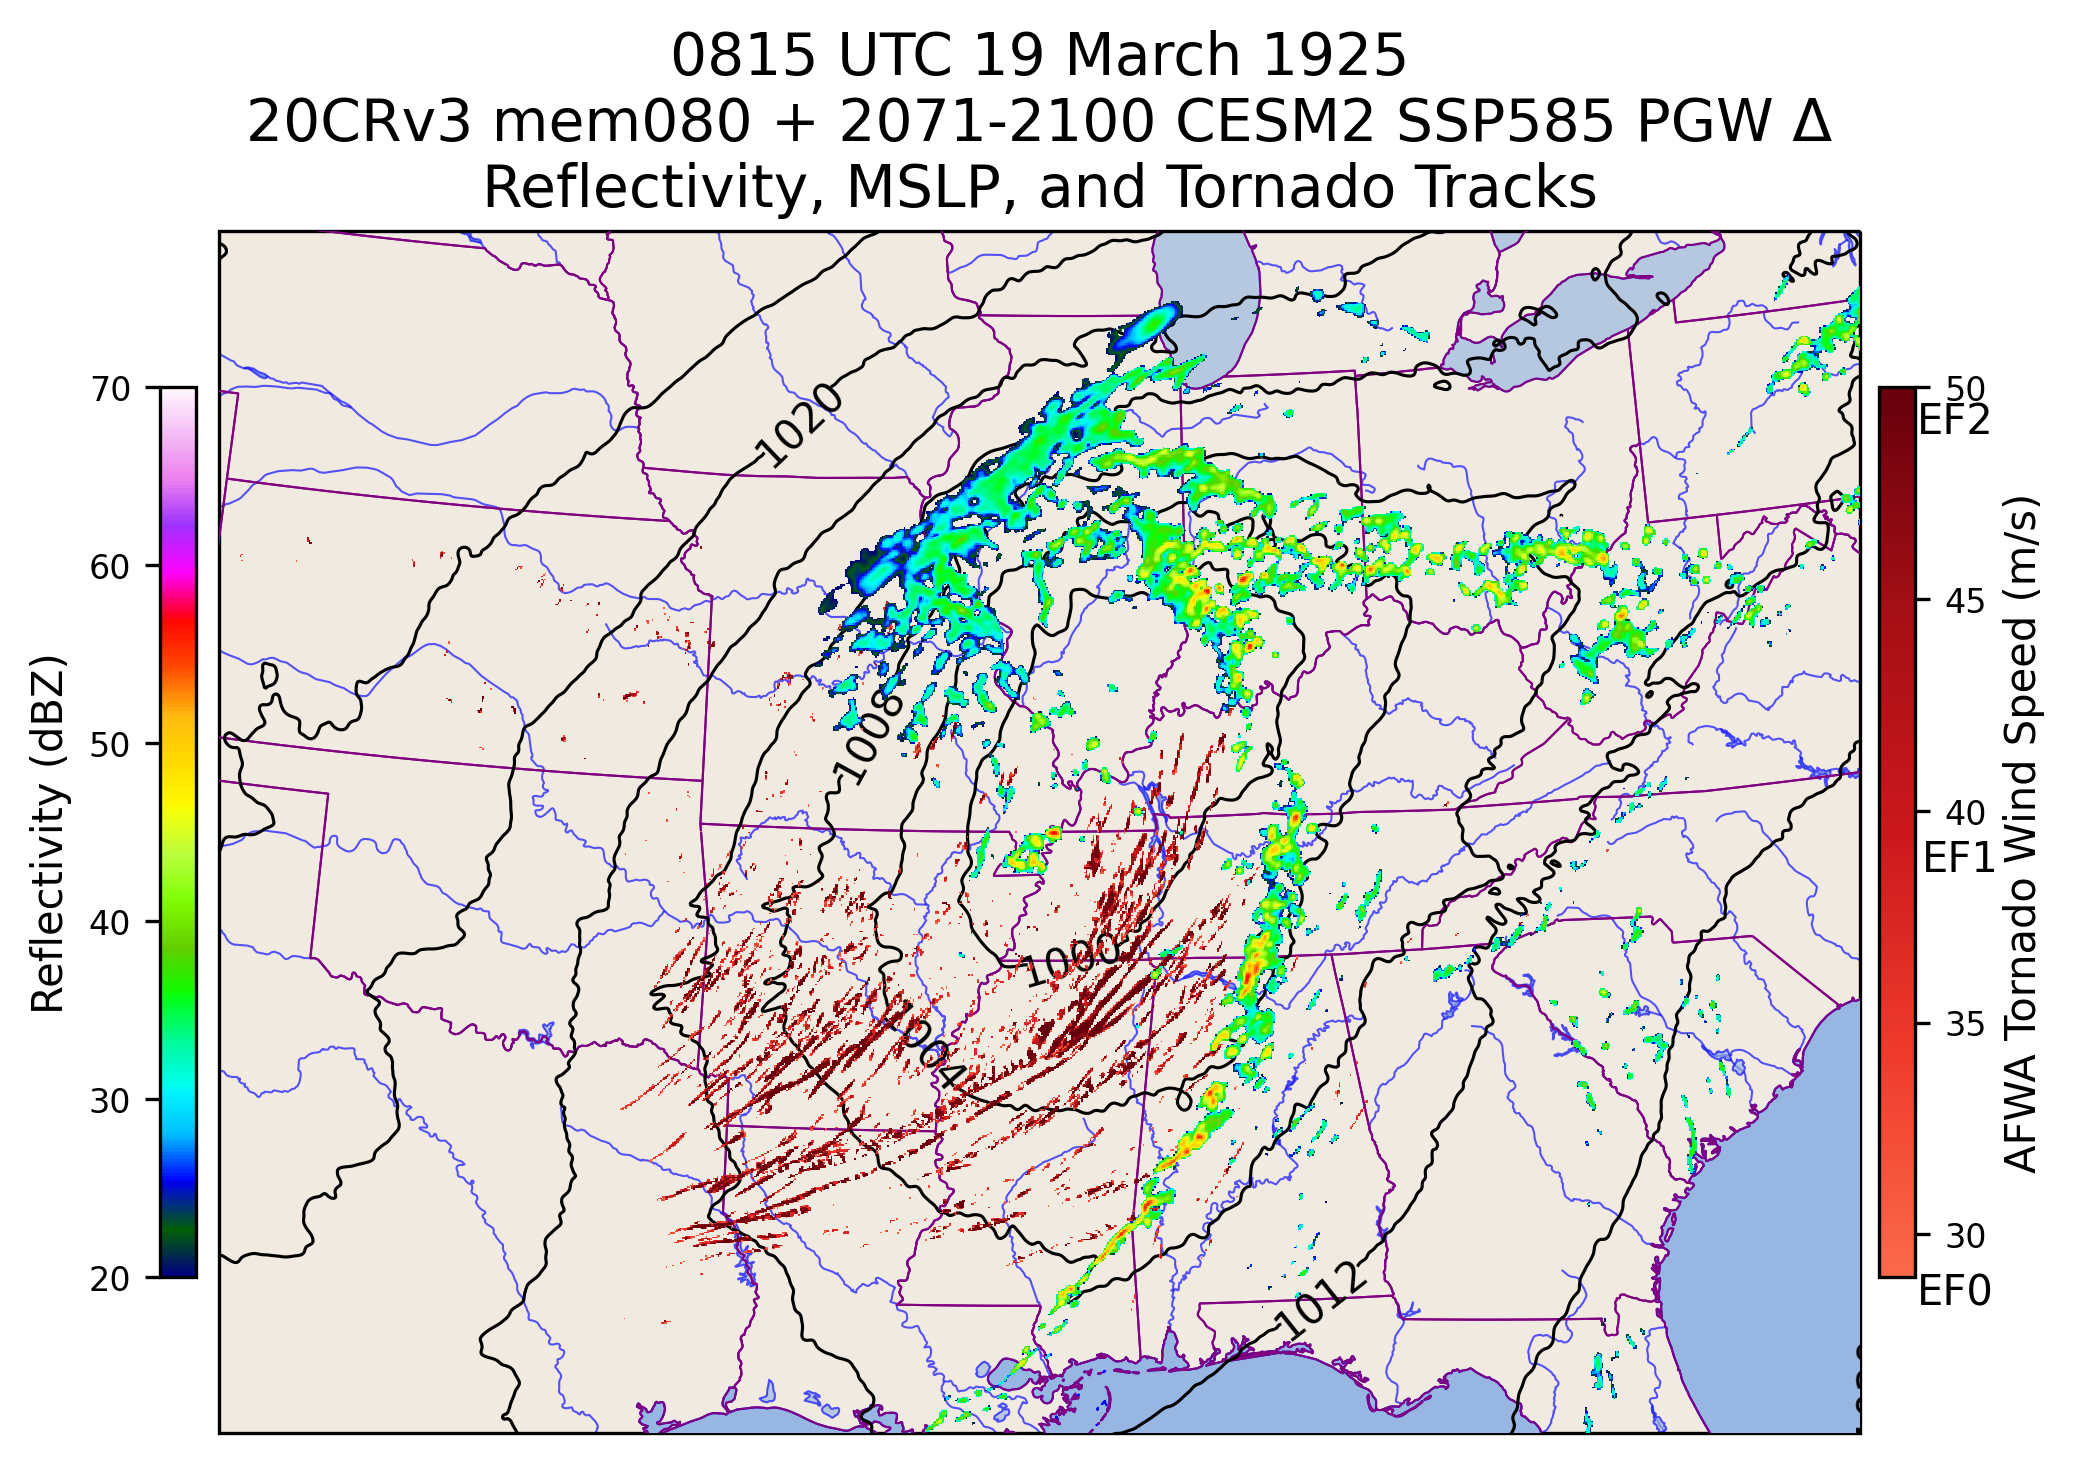 0815 UTC 19 March 1925
20CRv3 mem080 + 2071-2100 CESM2 SSP585 PGW Δ
Reflectivity, MSLP, and Tornado Tracks
Reflectivity (dBZ)
70
60
50
40
30
20
1020
1008
1000
1004
1012
50
EF2
45
40
EF1
35
30
EF0
AFWA Tornado Wind Speed (m/s)